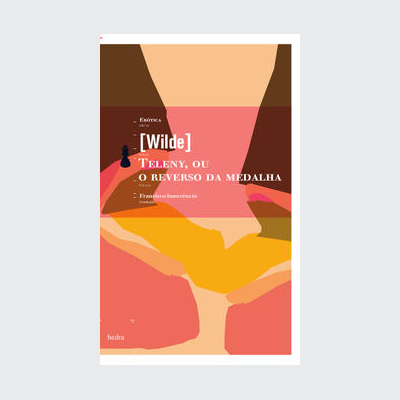 Erótica
[Wilde]
Teleny, ou
o reverso da medalha
Francisco Innocêncio
hedra